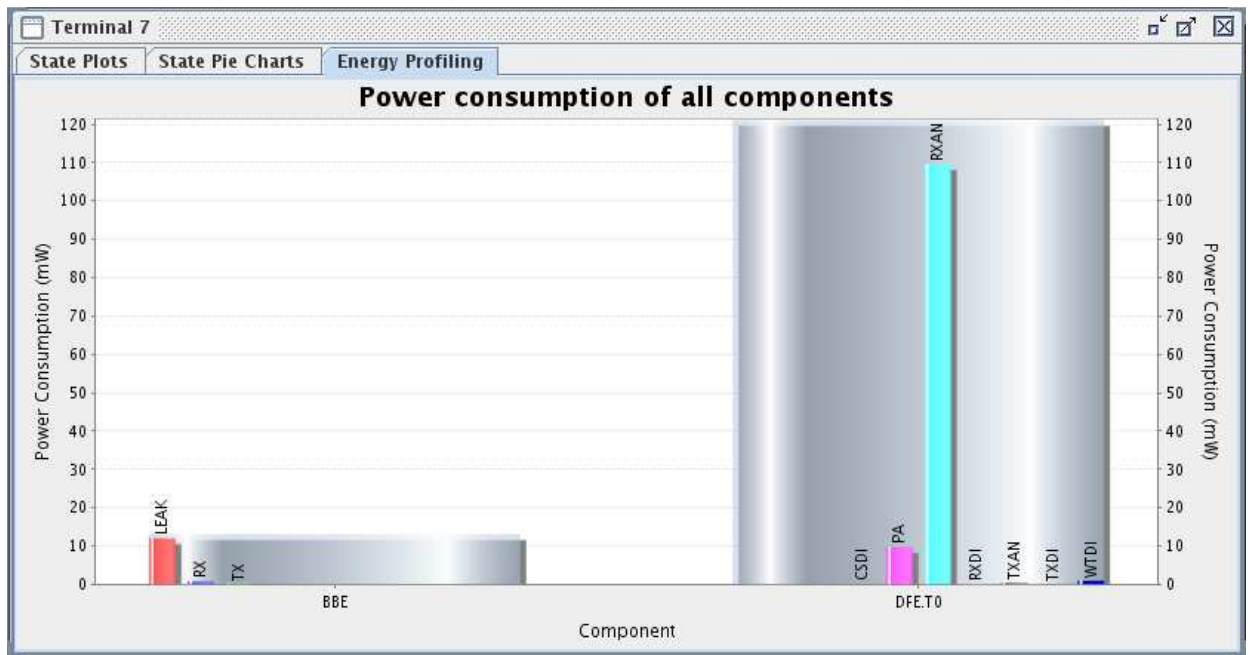 Terminal 7
State Plots State Pie Charts Energy Profiling
Power consumption of all components
120 120
110 110
100 100
90 90
80 80
70 70
60 60
50 50
40 40
30 30
20 20
10 10
0 0
Power Consumption (mW)
Power Consumption (mW)
LEAK
RX
TX
CSDI
PA
RXAN
RXDI
TXAN
TXDI
WTDI
BBE DFE.T0
Component